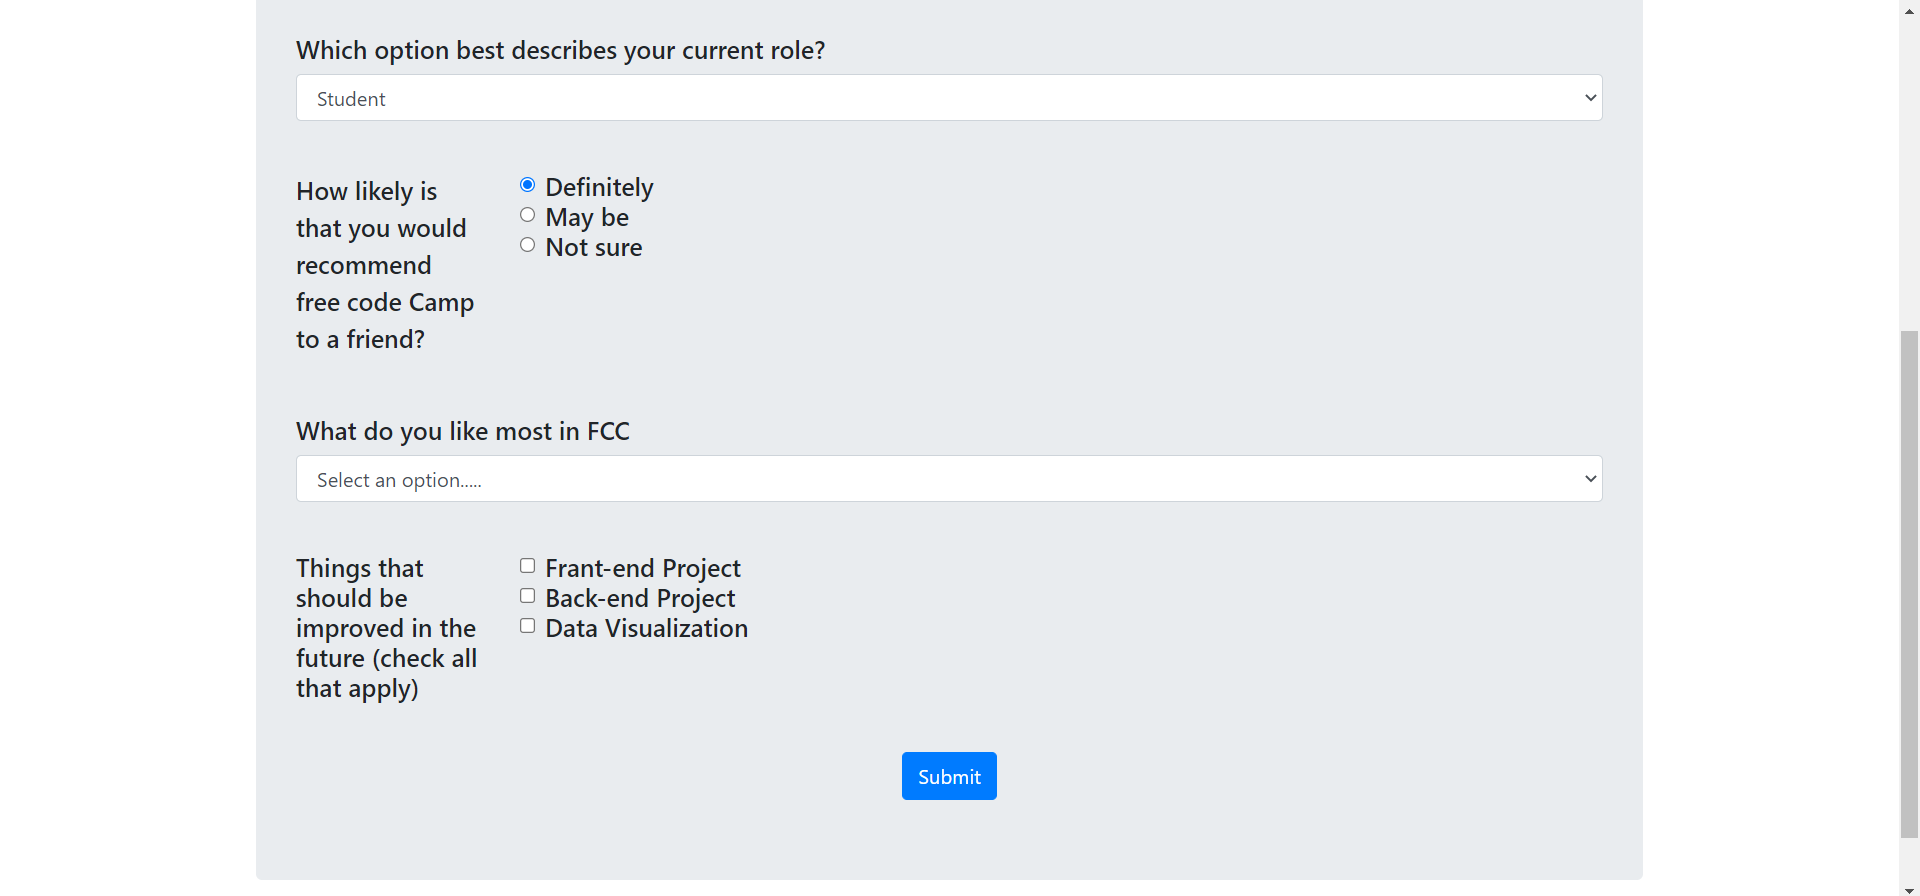 Which option best describes your current role?
Student
How likely is
that you would
recommend
free code Camp
to a friend?
Definitely
May be
Not sure
What do you like most in FCC
Select an option.....
Things that
should be
improved in the
future (check all
that apply)
Frant-end Project
Back-end Project
Data Visualization
Submit